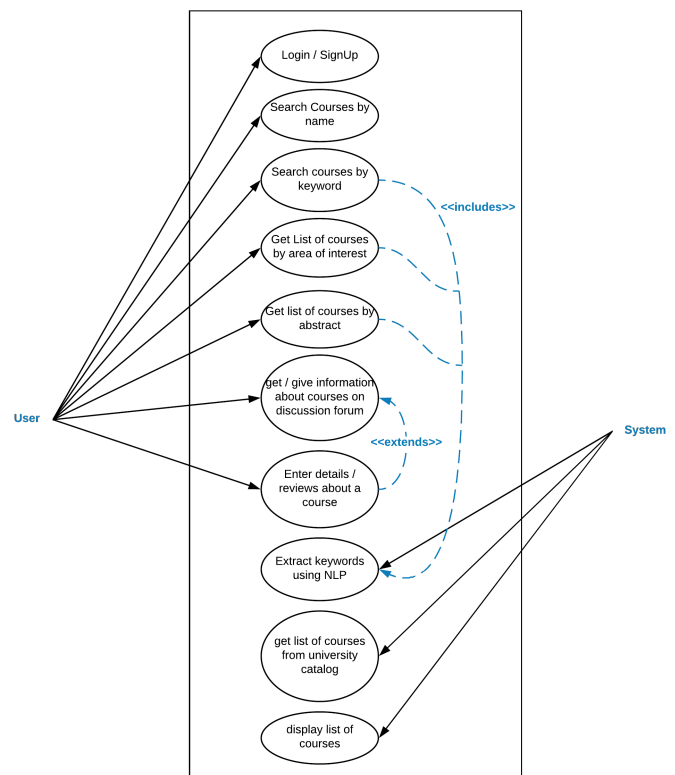 Login / SignUp
Search Courses by
name
Search courses by
keyword
<<includes>>
Get List of courses
by area of interest
Get list of courses by
abstract
get / give information
about courses on
discussion forum
User
System
<<extends>>
Enter details /
reviews about a
course
Extract keywords
using NLP
get list of courses
from university
catalog
display list of
courses